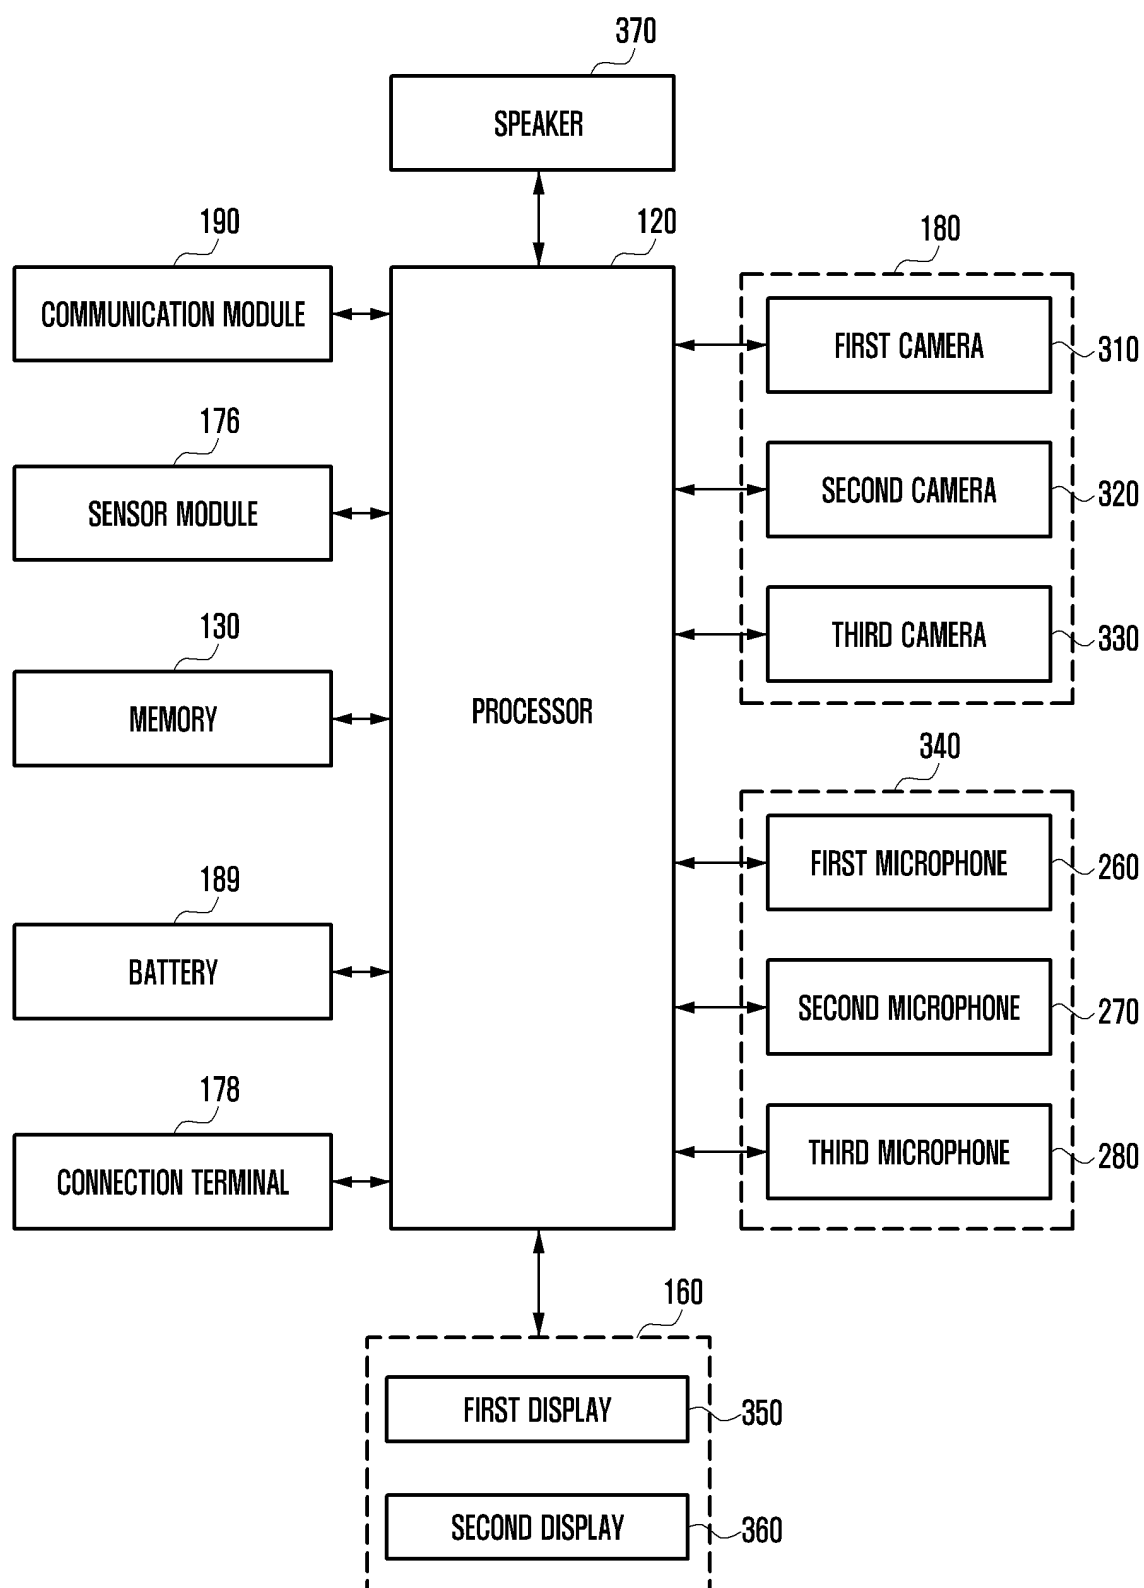 370
SPEAKER
190
120
180
COMMUNICATION MODULE
FIRST CAMERA
310
176
SENSOR MODULE
SECOND CAMERA
320
130
THIRD CAMERA
330
MEMORY
PROCESSOR
340
FIRST MICROPHONE
260
189
BATTERY
SECOND MICROPHONE
270
178
CONNECTION TERMINAL
THIRD MICROPHONE
280
160
FIRST DISPLAY
350
SECOND DISPLAY
360